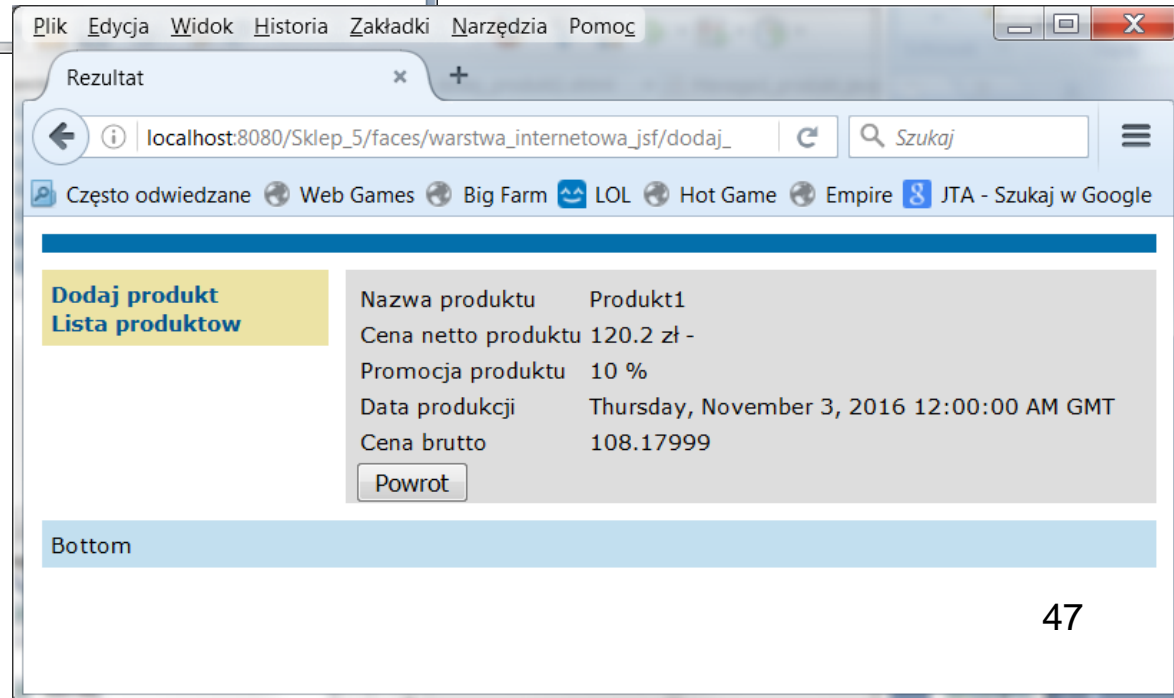 Plik Edycja Widok Historia Zakładki Narzędzia Pomoc
Rezultat
localhost:8080/Sklep_5/faces/warstwa_internetowa_jsf/dodaj_
Szukaj
Często odwiedzane Web Games Big Farm LOL Hot Game Empire 8 JTA - Szukaj w Google
Dodaj produkt
Lista produktow
Nazwa produktu Produkt1
Cena netto produktu 120.2 zł -
Promocja produktu 10 %
Data produkcji Thursday, November 3, 2016 12:00:00 AM GMT
Cena brutto 108.17999
Powrot
Bottom
47